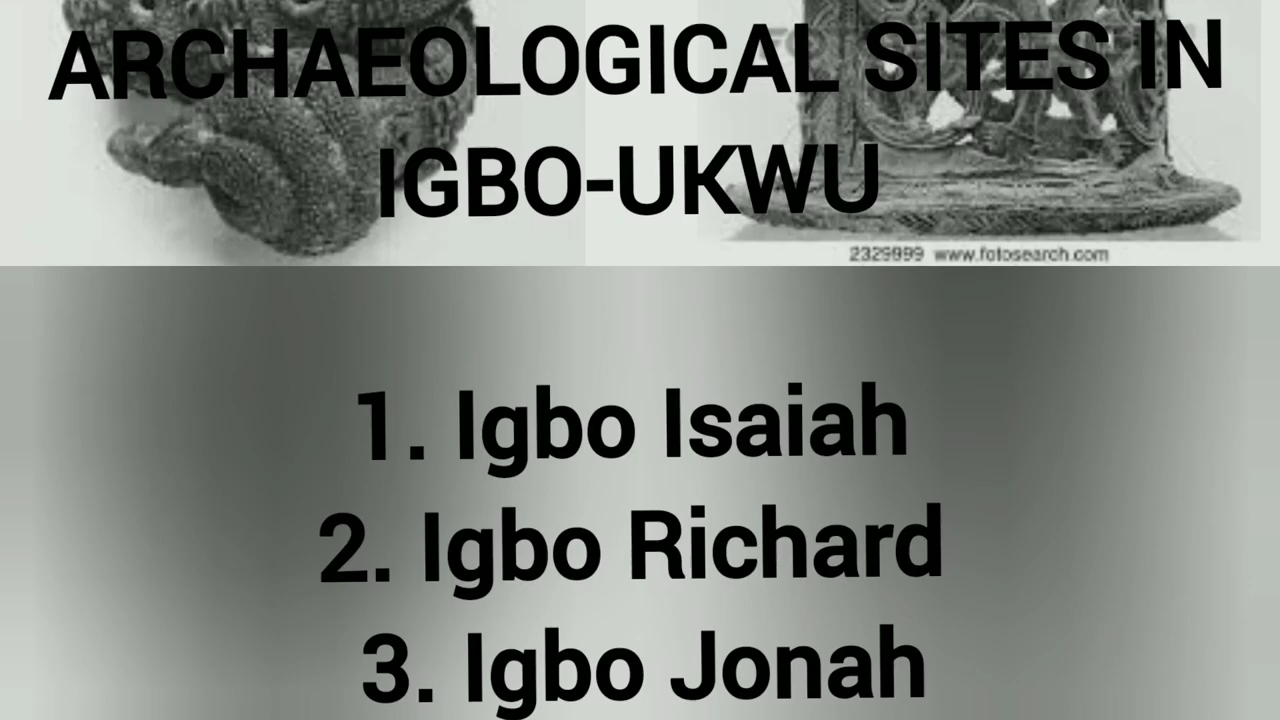 ARCHAEOLOGICAL SITES IN
IGBO-UKWU
2329999 www.fotosearch.com
1. Igbo Isaiah
2. Igbo Richard
3. Igbo Jonah